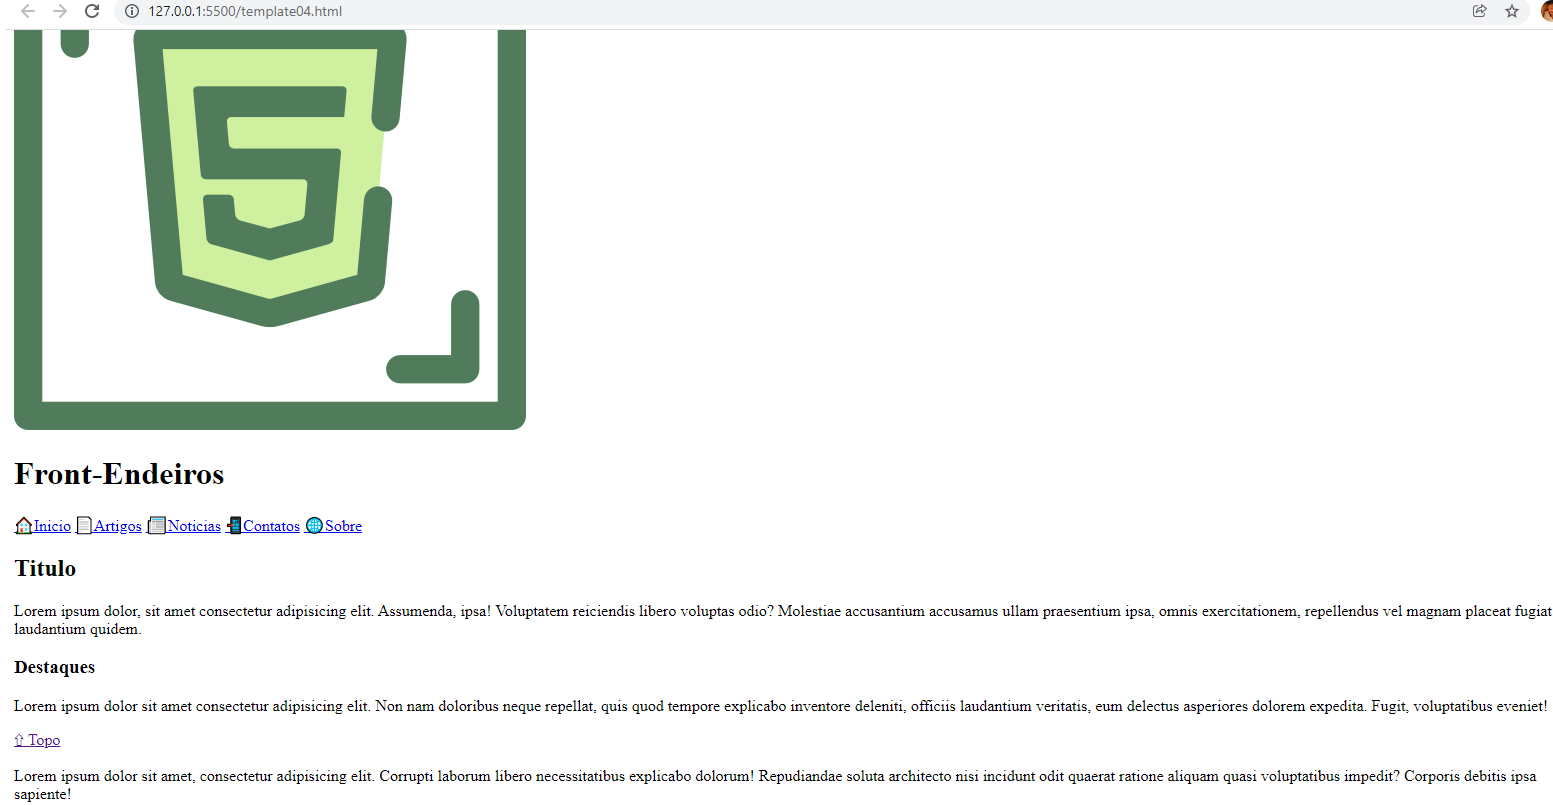 127.0.0.1:5500/template04.html
5
Front-Endeiros
🏠Inicio 📄Artigos 📰Noticias 📲Contatos 🌐Sobre
Titulo
Lorem ipsum dolor, sit amet consectetur adipisicing elit. Assumenda, ipsa! Voluptatem reiciendis libero voluptas odio? Molestiae accusantium accusamus ullam praesentium ipsa, omnis exercitationem, repellendus vel magnam placeat fugiat
laudantium quidem.
Destaques
Lorem ipsum dolor sit amet consectetur adipisicing elit. Non nam doloribus neque repellat, quis quod tempore explicabo inventore deleniti, officiis laudantium veritatis, eum delectus asperiores dolorem expedita. Fugit, voluptatibus eveniet!
⇧ Topo
Lorem ipsum dolor sit amet, consectetur adipisicing elit. Corrupti laborum libero necessitatibus explicabo dolorum! Repudiandae soluta architecto nisi incidunt odit quaerat ratione aliquam quasi voluptatibus impedit? Corporis debitis ipsa
sapiente!